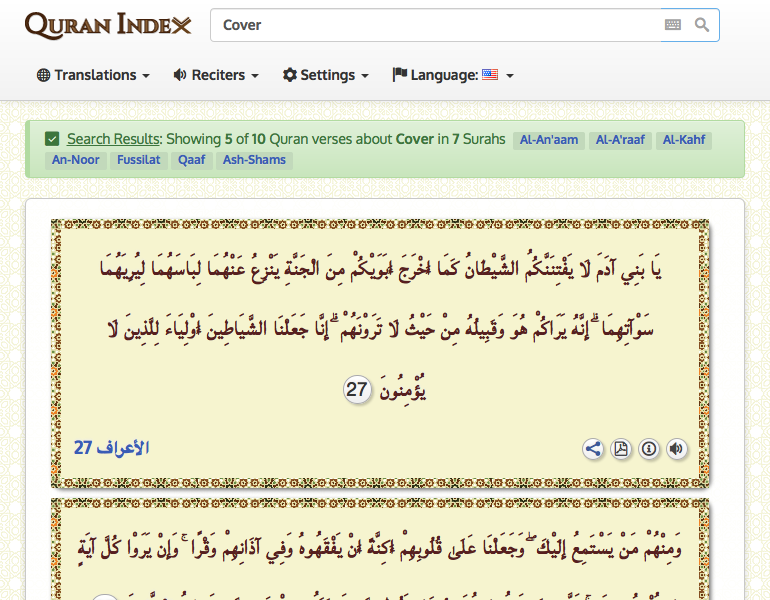 Quran Index
Cover
Translations
Reciters
Settings
Language:
Search Results: Showing 5 of 10 Quran verses about Cover in 7 Surahs Al-An'aam Al-A'raaf Al-Kahf
An-Noor Fussilat Qaaf Ash-Shams
يَا بَنِي آدَمَ لَا يَفْتِنَنَّكُمُ الشَّيْطَانُ كَمَا أَخْرَجَ أَبَوَيْكُمْ مِنَ الْجَنَّةِ يَنْزِعُ عَنْهُمَا لِبَاسَهُمَا لِيُرِيَهُمَا
سَوْآتِهِمَا ۗ إِنَّهُ يَرَاكُمْ هُوَ وَقَبِيلُهُ مِنْ حَيْثُ لَا تَرَوْنَهُمْ ۗ إِنَّا جَعَلْنَا الشَّيَاطِينَ أَوْلِيَاءَ لِلَّذِينَ لَا
يُؤْمِنُونَ 27
الأعراف 27
وَمِنْهُمْ مَنْ يَسْتَمِعُ إِلَيْكَ ۖ وَجَعَلْنَا عَلَىٰ قُلُوبِهِمْ أَكِنَّةً أَنْ يَفْقَهُوهُ وَفِي آذَانِهِمْ وَقْرًا ۚ وَإِنْ يَرَوْا كُلَّ آيَةٍ